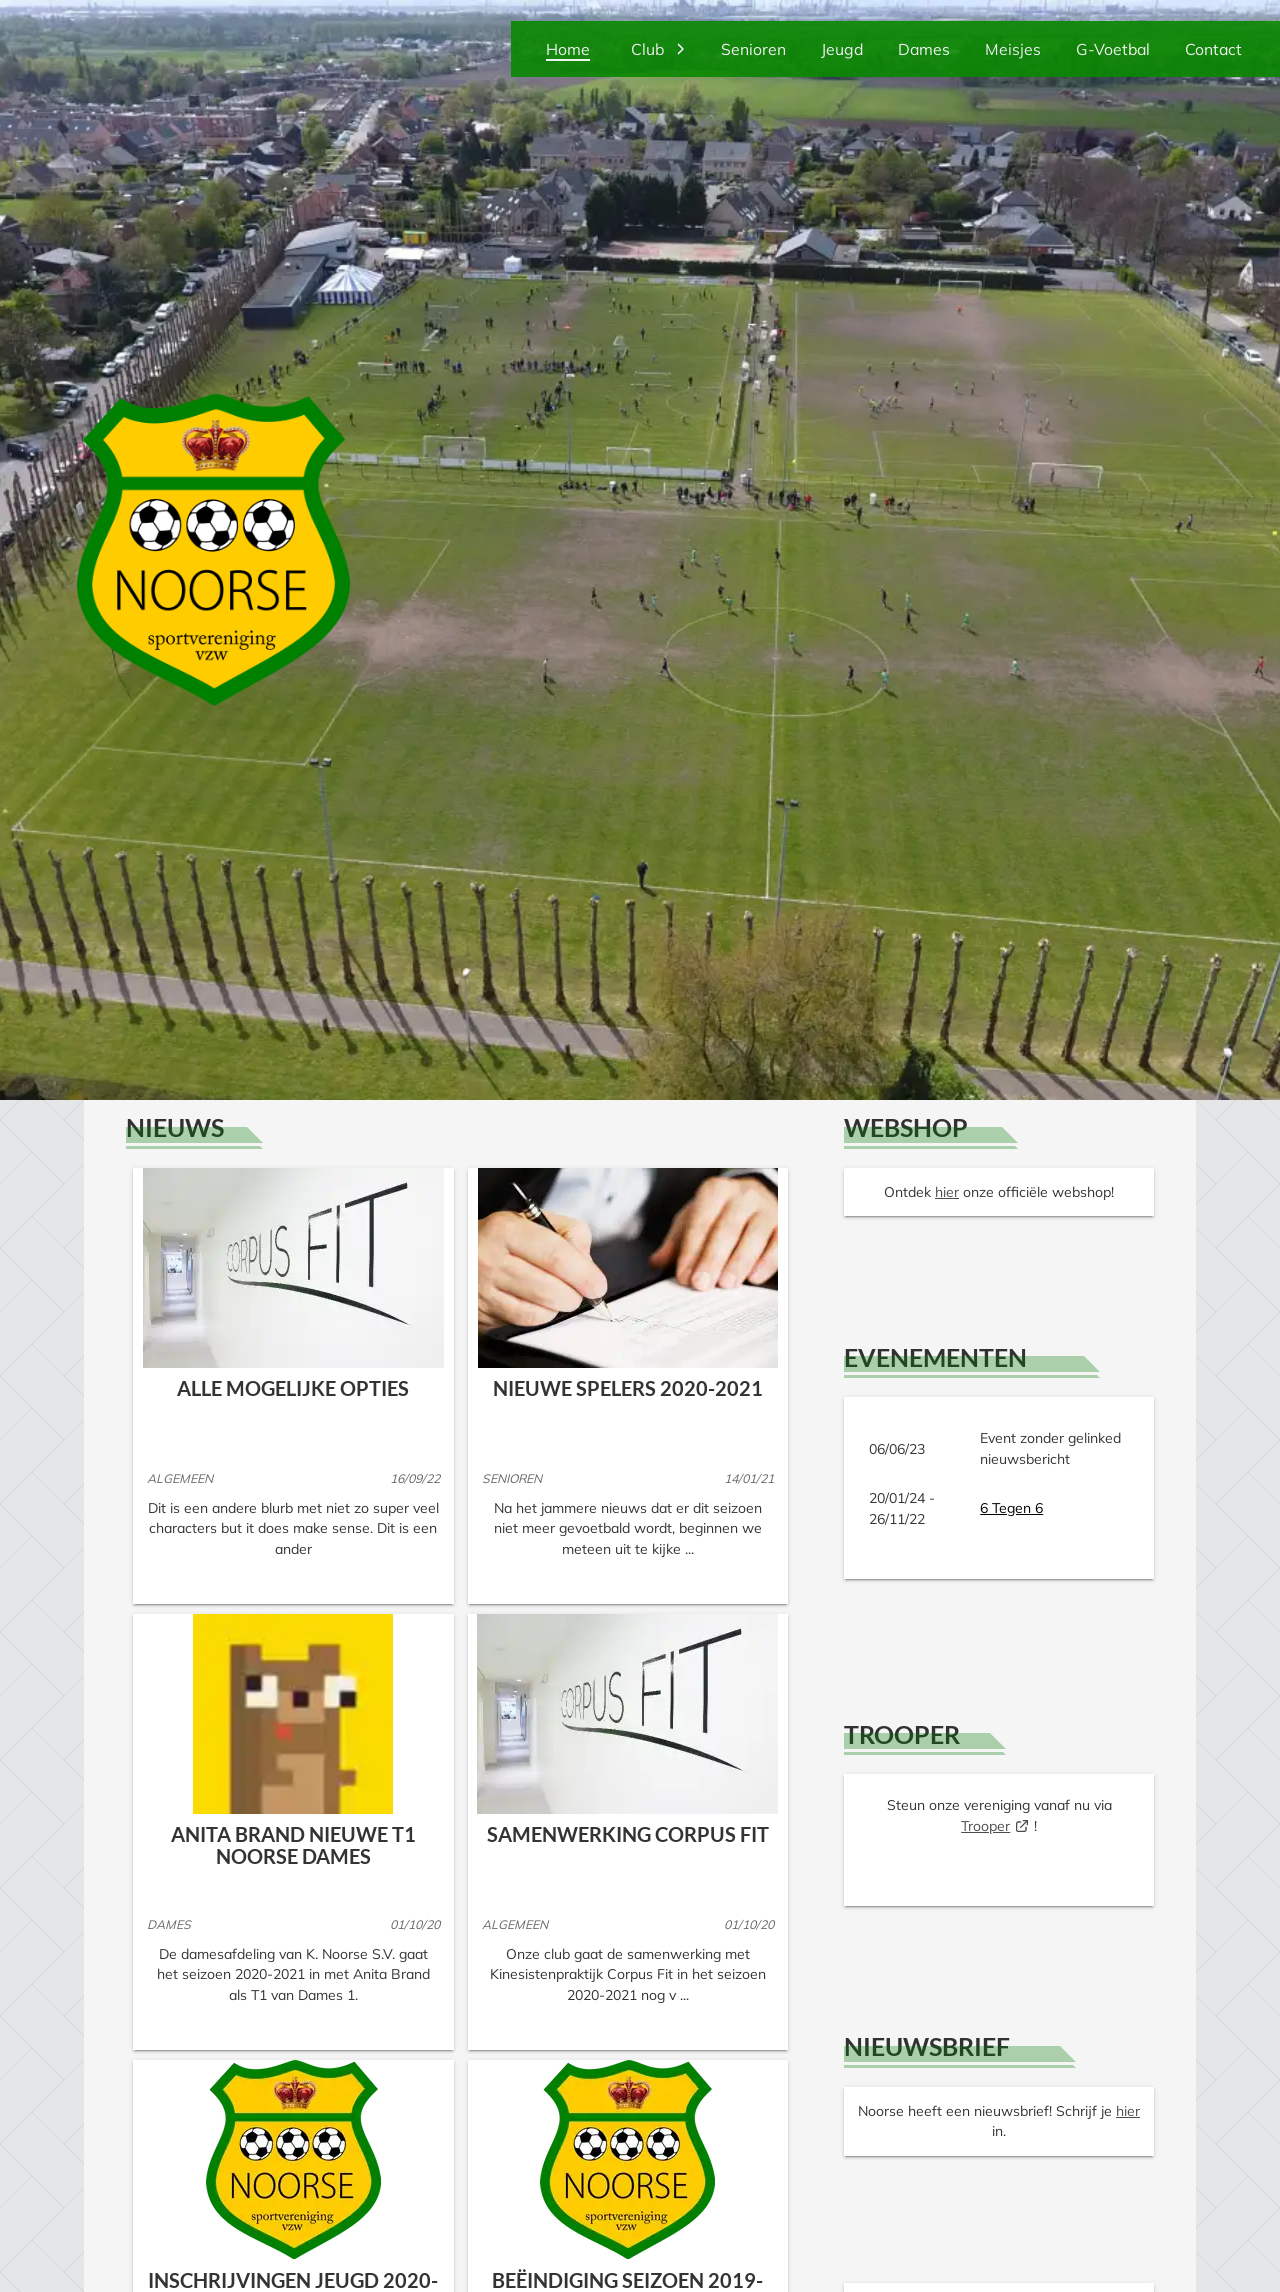 Home Club Senioren Jeugd Dames Meisjes G-Voetbal Contact
NOORSE
sportvereniging
vzw
NIEUWS
CORPUS FIT
ALLE MOGELIJKE OPTIES
ALGEMEEN 16/09/22
Dit is een andere blurb met niet zo super veel
characters but it does make sense. Dit is een
ander
NIEUWE SPELERS 2020-2021
SENIOREN 14/01/21
Na het jammere nieuws dat er dit seizoen
niet meer gevoetbald wordt, beginnen we
meteen uit te kijke ...
ANITA BRAND NIEUWE T1
NOORSE DAMES
DAMES 01/10/20
De damesafdeling van K. Noorse S.V. gaat
het seizoen 2020-2021 in met Anita Brand
als T1 van Dames 1.
CORPUS FIT
SAMENWERKING CORPUS FIT
ALGEMEEN 01/10/20
Onze club gaat de samenwerking met
Kinesistenpraktijk Corpus Fit in het seizoen
2020-2021 nog v ...
NOORSE
sportvereniging
vzw
INSCHRIJVINGEN JEUGD 2020-
NOORSE
sportvereniging
vzw
BEËINDIGING SEIZOEN 2019-
WEBSHOP
Ontdek hier onze officiële webshop!
EVENEMENTEN
06/06/23
Event zonder gelinked
nieuwsbericht
20/01/24 -
26/11/22
6 Tegen 6
TROOPER
Steun onze vereniging vanaf nu via
Trooper !
NIEUWSBRIEF
Noorse heeft een nieuwsbrief! Schrijf je hier
in.